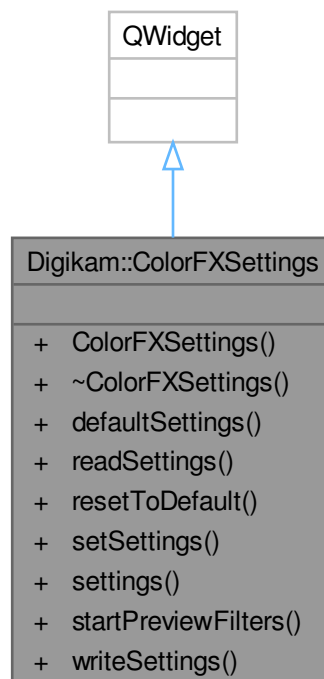 QWidget
Digikam::ColorFXSettings
+ ColorFXSettings()
+ ~ColorFXSettings()
+ defaultSettings()
+ readSettings()
+ resetToDefault()
+ setSettings()
+ settings()
+ startPreviewFilters()
+ writeSettings()